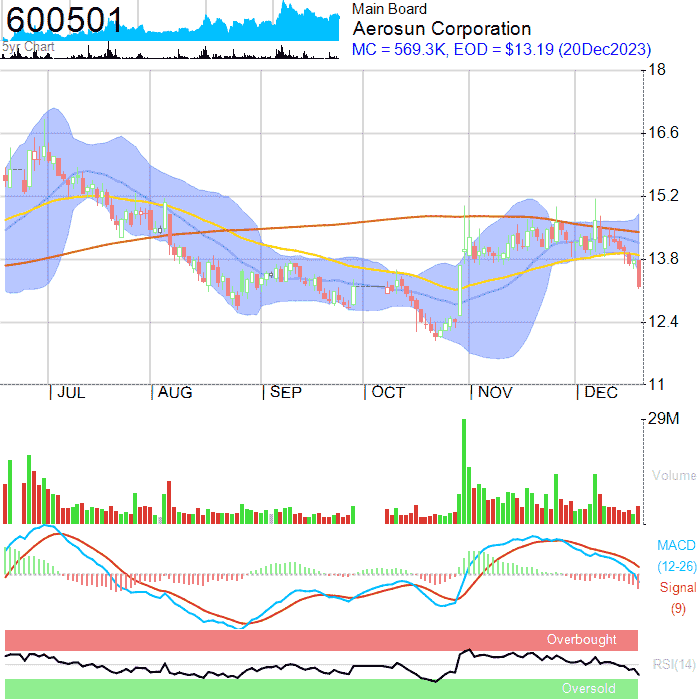 600501
5yr Chart
Main Board
Aerosun Corporation
MC = 569.3K, EOD = $13.19 (20Dec2023)
18
16.6
15.2
13.8
12.4
11
JUL AUG SEP OCT NOV DEC
29M
Volume
MACD
(12-26)
Signal
(9)
Overbought
RSI(14)
Oversold